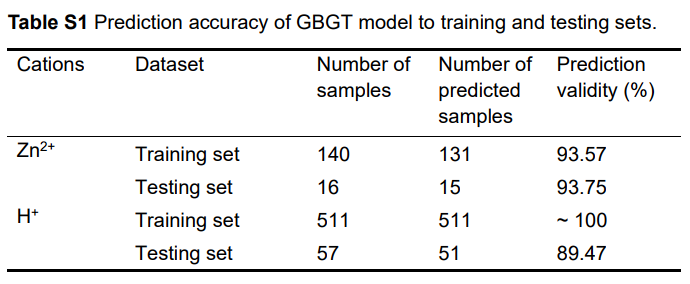 Table S1 Prediction accuracy of GBGT model to training and testing sets.
Cations Dataset Number of samples Number of predicted samples Prediction validity (%)
Zn²⁺ Training set 140 131 93.57
Testing set 16 15 93.75
H⁺ Training set 511 511 ~ 100
Testing set 57 51 89.47